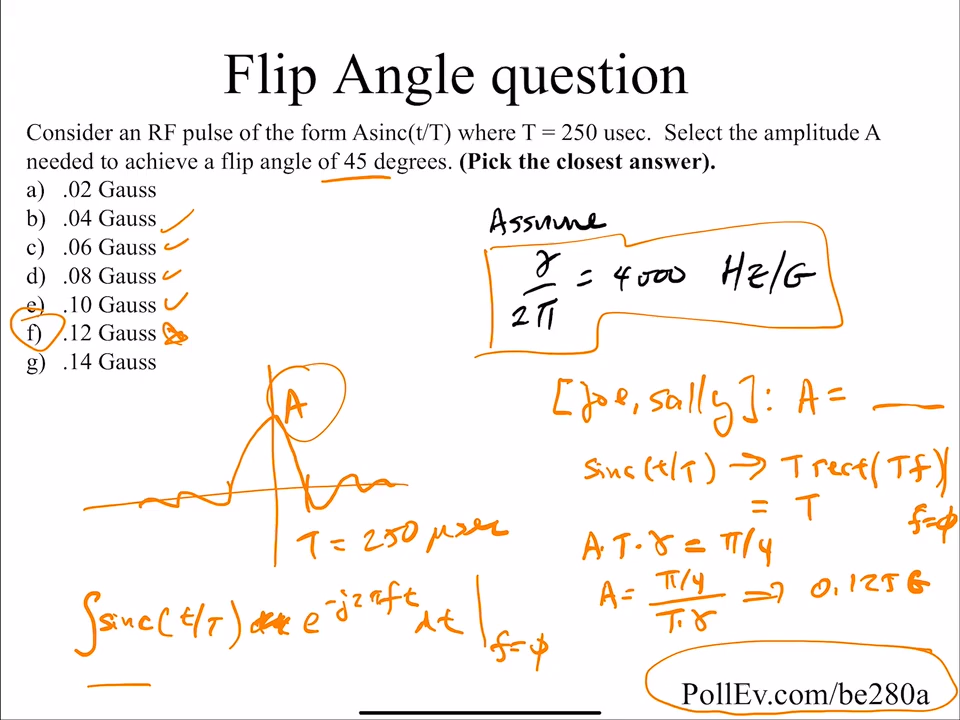 Flip Angle question
Consider an RF pulse of the form Asinc(t/T) where T = 250 usec. Select the amplitude A
needed to achieve a flip angle of 45 degrees. (Pick the closest answer).
a) .02 Gauss
b) .04 Gauss
c) .06 Gauss
d) .08 Gauss
e) .10 Gauss
f) .12 Gauss
g) .14 Gauss
Assume
γ/2π = 4000 Hz/G
A
T = 250 μsec
∫sinc(t/T) e^-j2πft dt |f=φ
[Joe, sally]: A = __
sinc(t/T) → T rect(Tf)|
= T f=φ
A·T·γ = π/4
A = π/4 / T·γ ⇒ 0.125 G
PollEv.com/be280a